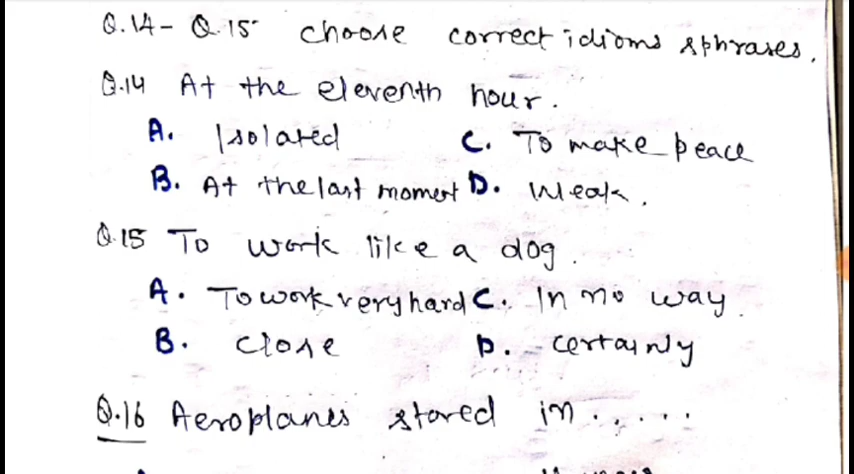 Q.14 - Q.15 choose correct idioms & phrases.
Q.14 At the eleventh hour.
A. Isolated C. To make peace
B. At the last moment D. Weak.
Q.15 To work like a dog.
A. To work very hard C. In no way.
B. Close D. certainly
Q.16 Aeroplanes stored in......